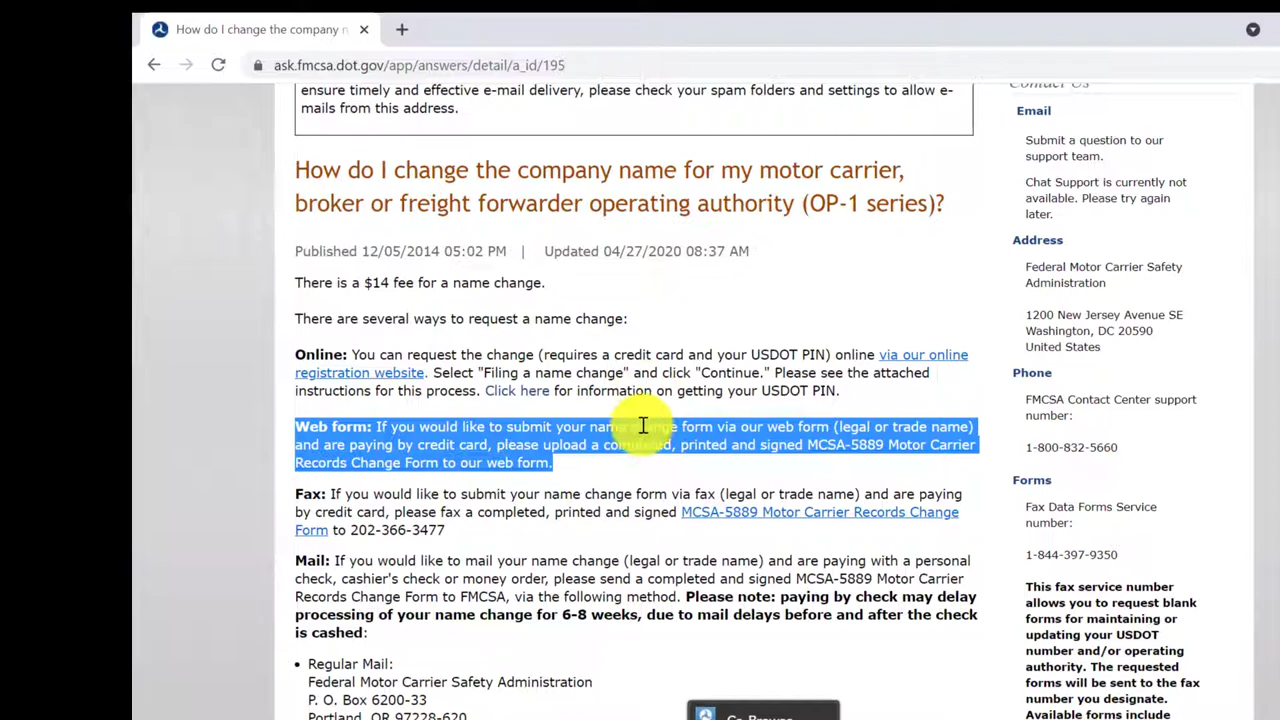 How do I change the company n
ask.fmcsa.dot.gov/app/answers/detail/a_id/195
ensure timely and effective e-mail delivery, please check your spam folders and settings to allow e-
mails from this address.
How do I change the company name for my motor carrier,
broker or freight forwarder operating authority (OP-1 series)?
Published 12/05/2014 05:02 PM | Updated 04/27/2020 08:37 AM
There is a $14 fee for a name change.
There are several ways to request a name change:
Online: You can request the change (requires a credit card and your USDOT PIN) online via our online
registration website. Select "Filing a name change" and click "Continue." Please see the attached
instructions for this process. Click here for information on getting your USDOT PIN.
Web form: If you would like to submit your name change form via our web form (legal or trade name)
and are paying by credit card, please upload a completed, printed and signed MCSA-5889 Motor Carrier
Records Change Form to our web form.
Fax: If you would like to submit your name change form via fax (legal or trade name) and are paying
by credit card, please fax a completed, printed and signed MCSA-5889 Motor Carrier Records Change
Form to 202-366-3477
Mail: If you would like to mail your name change (legal or trade name) and are paying with a personal
check, cashier's check or money order, please send a completed and signed MCSA-5889 Motor Carrier
Records Change Form to FMCSA, via the following method. Please note: paying by check may delay
processing of your name change for 6-8 weeks, due to mail delays before and after the check
is cashed:
• Regular Mail:
Federal Motor Carrier Safety Administration
P. O. Box 6200-33
Portland, OR 97228-620
Contact Us
Email
Submit a question to our
support team.
Chat Support is currently not
available. Please try again
later.
Address
Federal Motor Carrier Safety
Administration
1200 New Jersey Avenue SE
Washington, DC 20590
United States
Phone
FMCSA Contact Center support
number:
1-800-832-5660
Forms
Fax Data Forms Service
number:
1-844-397-9350
This fax service number
allows you to request blank
forms for maintaining or
updating your USDOT
number and/or operating
authority. The requested
forms will be sent to the fax
number you designate.
Available forms include